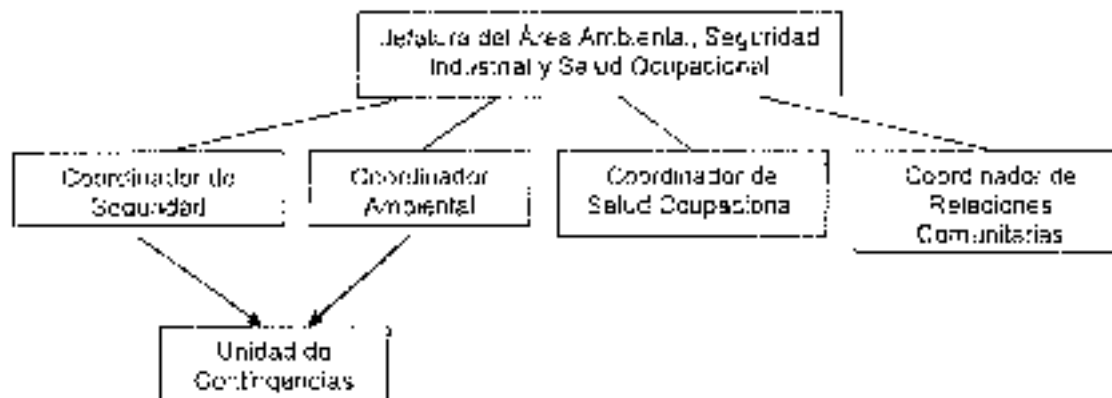 Jefatura del Área Ambiental, Seguridad
Industrial y Salud Ocupacional
Coordinador de
Seguridad
Coordinador
Ambiental
Coordinador de
Salud Ocupacional
Coordinador de
Relaciones
Comunitarias
Unidad de
Contingencias